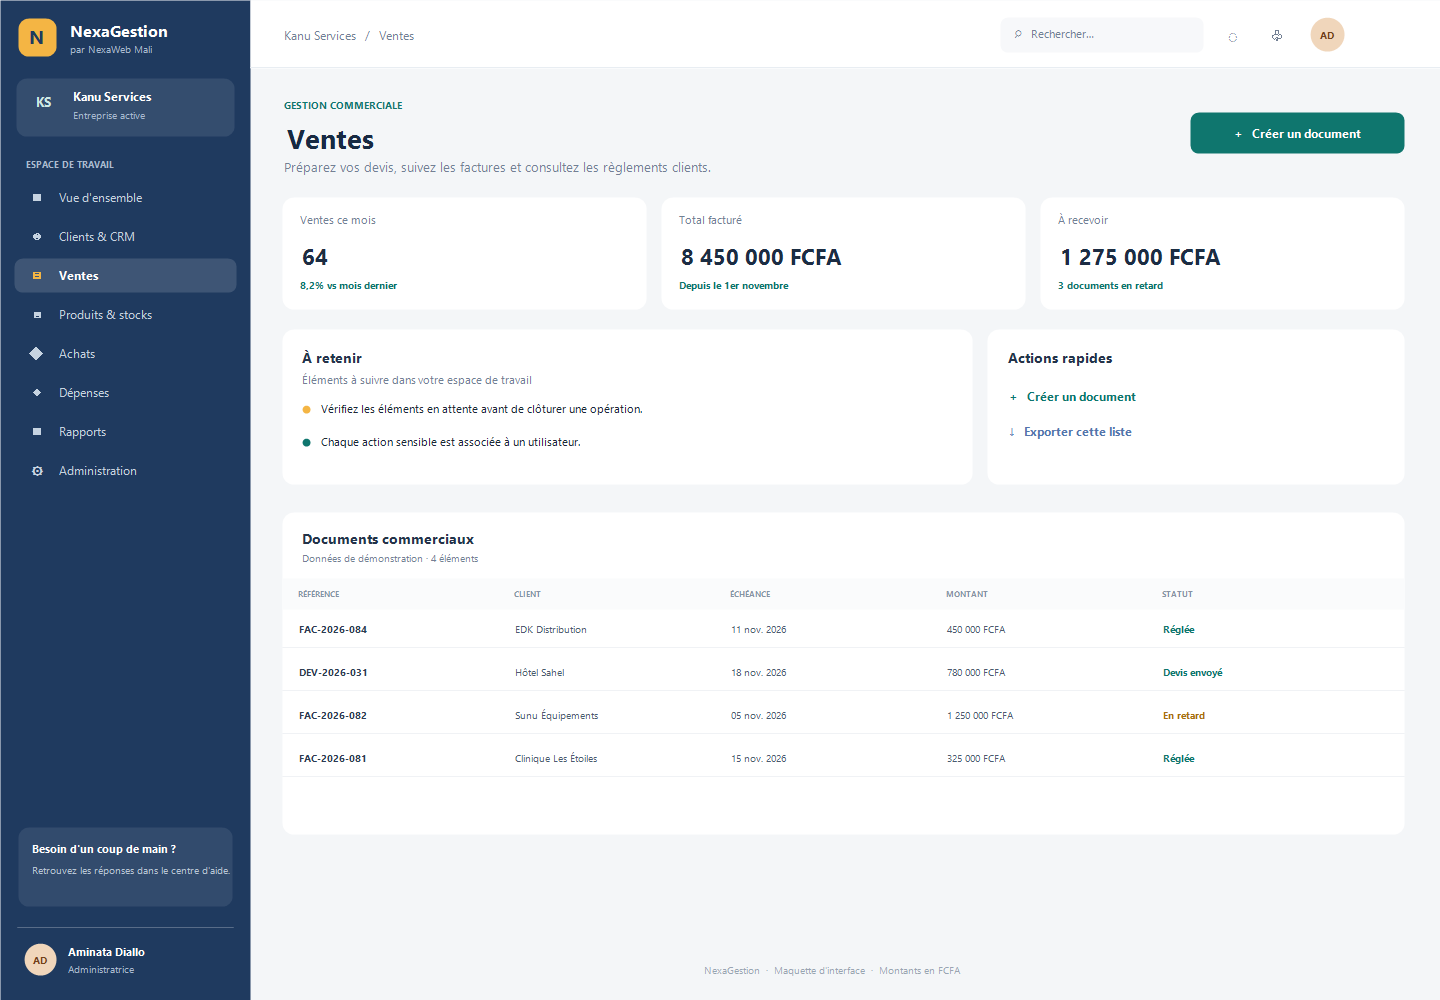 N
NexaGestion
par NexaWeb Mali
KS
Kanu Services
Entreprise active
ESPACE DE TRAVAIL
Vue d'ensemble
Clients & CRM
Ventes
Produits & stocks
Achats
Dépenses
Rapports
Administration
Besoin d'un coup de main ?
Retrouvez les réponses dans le centre d'aide.
AD
Aminata Diallo
Administratrice
Kanu Services / Ventes
Rechercher...
AD
GESTION COMMERCIALE
Ventes
Préparez vos devis, suivez les factures et consultez les règlements clients.
+ Créer un document
Ventes ce mois
64
8,2% vs mois dernier
Total facturé
8 450 000 FCFA
Depuis le 1er novembre
À recevoir
1 275 000 FCFA
3 documents en retard
À retenir
Éléments à suivre dans votre espace de travail
Vérifiez les éléments en attente avant de clôturer une opération.
Chaque action sensible est associée à un utilisateur.
Actions rapides
+ Créer un document
↓ Exporter cette liste
Documents commerciaux
Données de démonstration · 4 éléments
RÉFÉRENCE CLIENT ÉCHÉANCE MONTANT STATUT
FAC-2026-084 EDK Distribution 11 nov. 2026 450 000 FCFA Réglée
DEV-2026-031 Hôtel Sahel 18 nov. 2026 780 000 FCFA Devis envoyé
FAC-2026-082 Sunu Équipements 05 nov. 2026 1 250 000 FCFA En retard
FAC-2026-081 Clinique Les Étoiles 15 nov. 2026 325 000 FCFA Réglée
NexaGestion · Maquette d'interface · Montants en FCFA